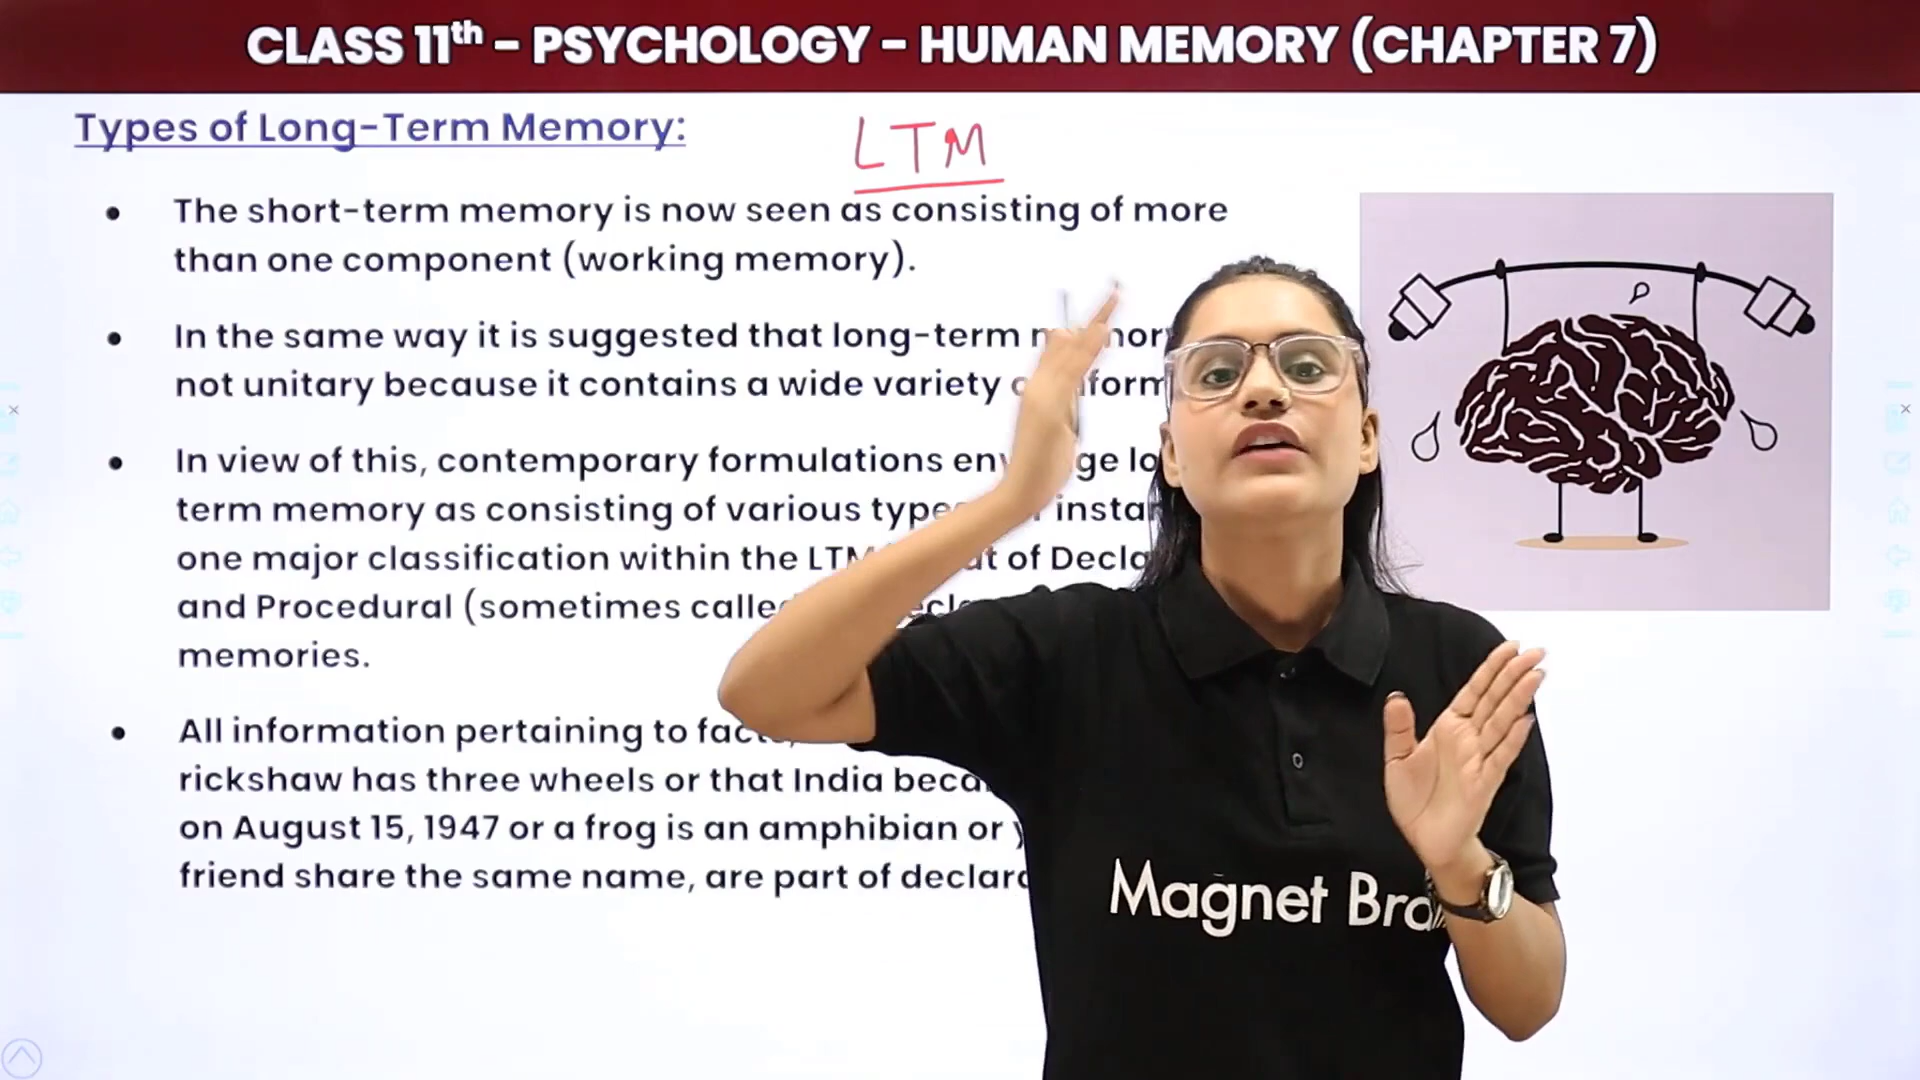 CLASS 11th – PSYCHOLOGY – HUMAN MEMORY (CHAPTER 7)
Types of Long-Term Memory:
LTM
The short-term memory is now seen as consisting of more
than one component (working memory).
In the same way it is suggested that long-term
not unitary because it contains a wide variety
In view of this, contemporary formulations
term memory as consisting of various
one major classification within the LTM of
and Procedural (sometimes
memories.
All information pertaining to
rickshaw has three wheels or that India
on August 15, 1947 or a frog is an amphibian or
friend share the same name, are part of
Magnet